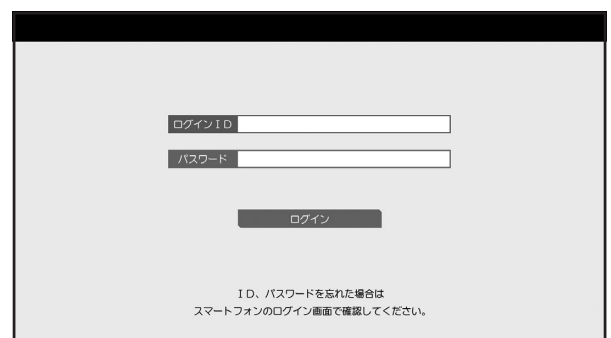 ログインＩＤ
パスワード
ログイン
ＩＤ、パスワードを忘れた場合は
スマートフォンのログイン画面で確認してください。